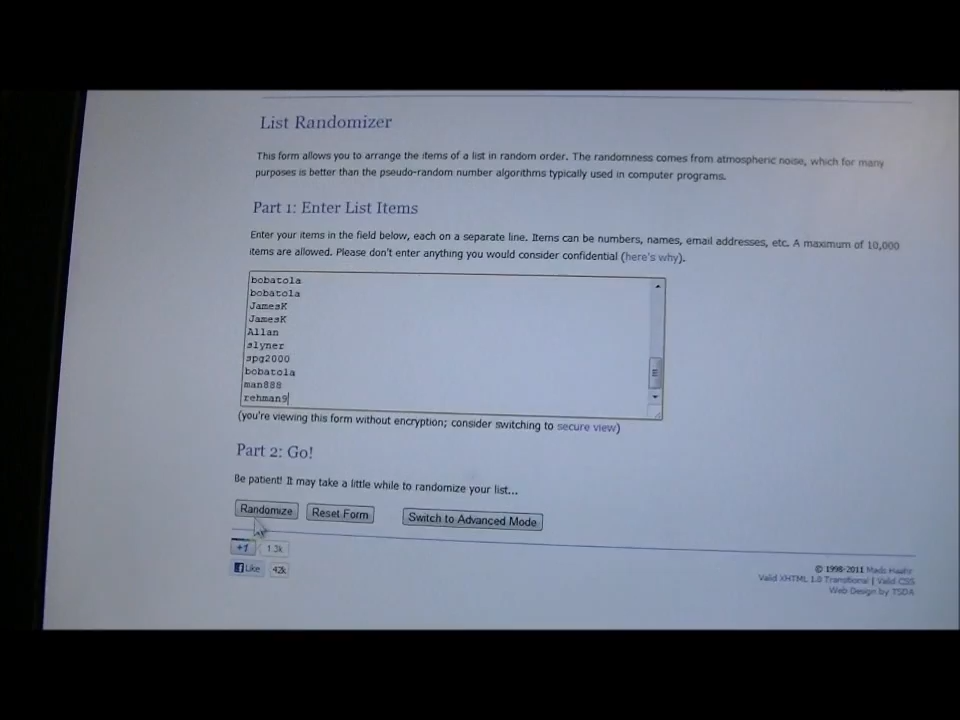 List Randomizer
This form allows you to arrange the items of a list in random order. The randomness comes from atmospheric noise, which for many
purposes is better than the pseudo-random number algorithms typically used in computer programs.
Part 1: Enter List Items
Enter your items in the field below, each on a separate line. Items can be numbers, names, email addresses, etc. A maximum of 10,000
items are allowed. Please don't enter anything you would consider confidential (here's why).
bobatola
bobatola
JamesK
JamesK
Allan
slyner
spg2000
bobatola
man888
rehman9
(you're viewing this form without encryption; consider switching to secure view)
Part 2: Go!
Be patient! It may take a little while to randomize your list...
Randomize Reset Form Switch to Advanced Mode
+1 1.3k
Like 42k
© 1998-2011 Mads Haahr
Valid XHTML 1.0 Transitional | Valid CSS
Web Design by TSDA